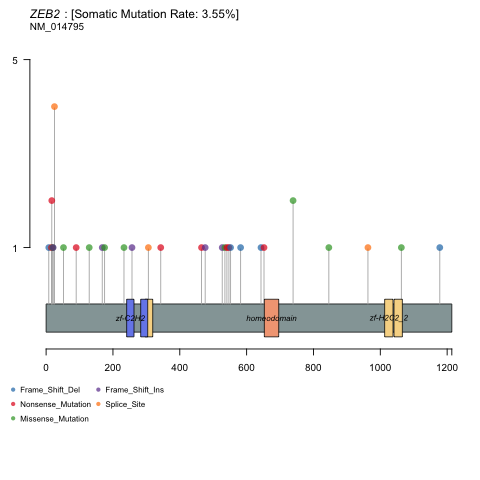 ZEB2 : [Somatic Mutation Rate: 3.55%]
NM_014795
5
1
zf-C2H2
homeodomain
zf-H2C2_2
0 200 400 600 800 1000 1200
Frame_Shift_Del Frame_Shift_Ins
Nonsense_Mutation Splice_Site
Missense_Mutation